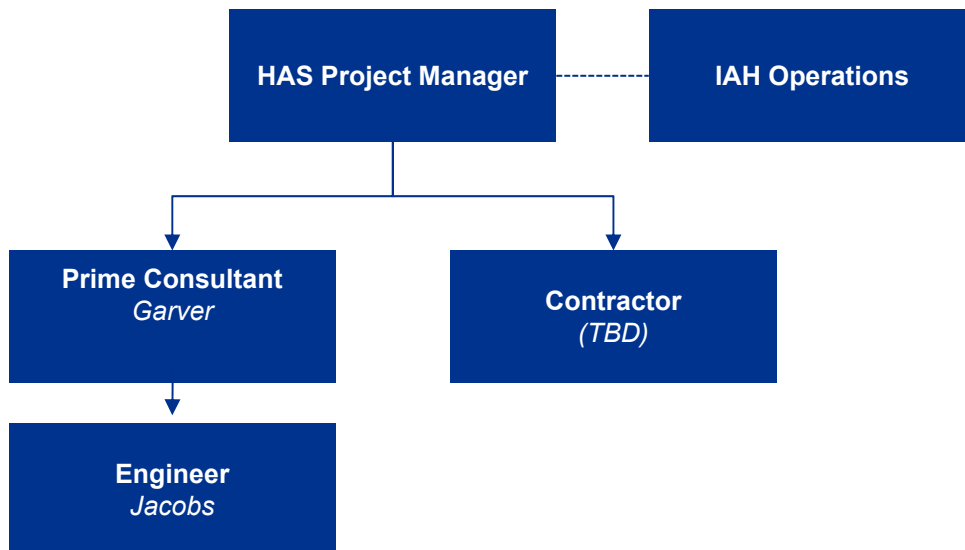 HAS Project Manager
IAH Operations
Prime Consultant
Garver
Contractor
(TBD)
Engineer
Jacobs